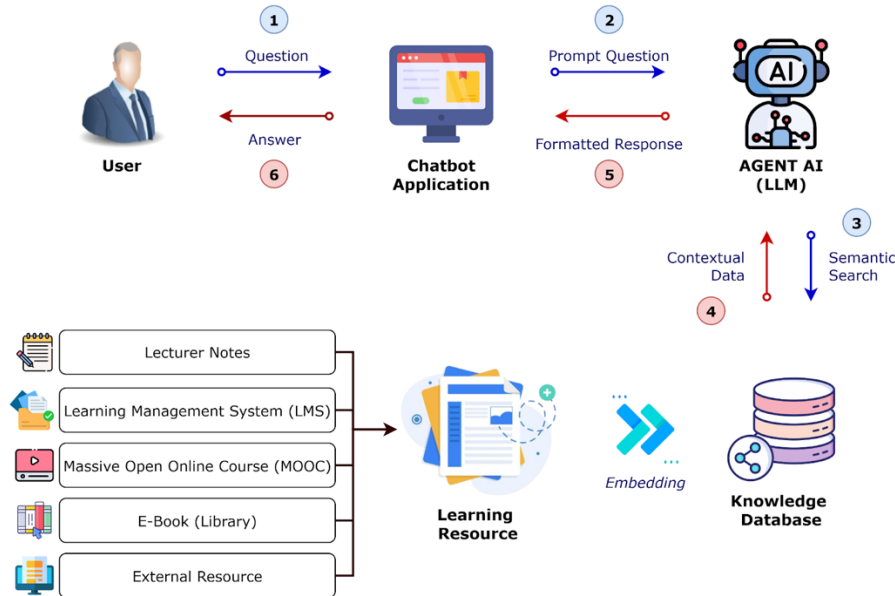 1
2
Question
Prompt Question
AI
Answer
Formatted Response
User
6
Chatbot
Application
5
AGENT AI
(LLM)
3
Contextual
Data
Semantic
Search
4
Lecturer Notes
Learning Management System (LMS)
Massive Open Online Course (MOOC)
E-Book (Library)
External Resource
Learning
Resource
Embedding
Knowledge
Database